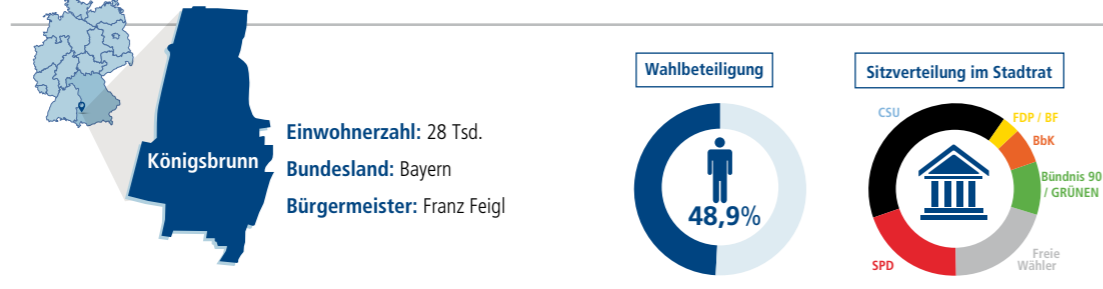 Königsbrunn
Einwohnerzahl: 28 Tsd.
Bundesland: Bayern
Bürgermeister: Franz Feigl
Wahlbeteiligung
48,9%
Sitzverteilung im Stadtrat
CSU
FDP / BF
BbK
Bündnis 90
/ GRÜNEN
Freie
Wähler
SPD